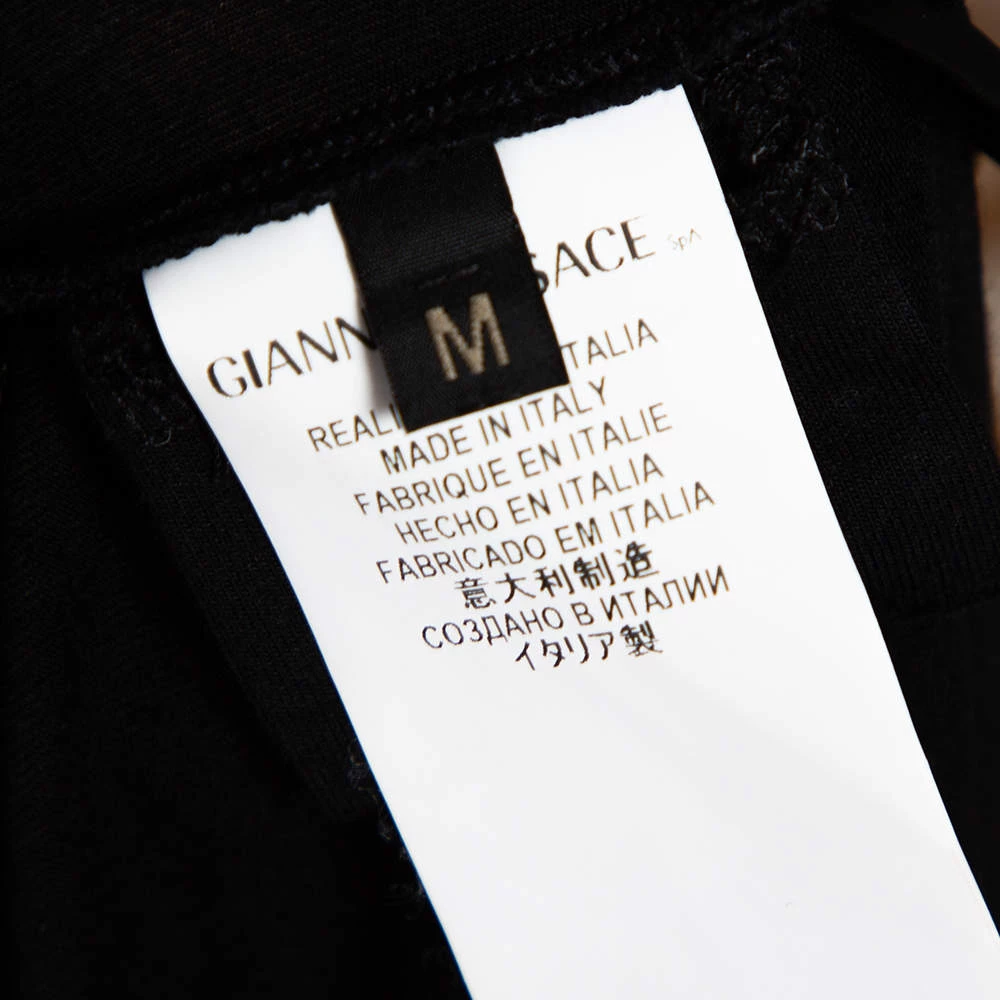 GIANN SACE SpA
M
REALI TALIA
MADE IN ITALY
FABRIQUE EN ITALIE
HECHO EN ITALIA
FABRICADO EM ITALIA
意大利制造
СОЗДАНО В ИТАЛИИ
イタリア製